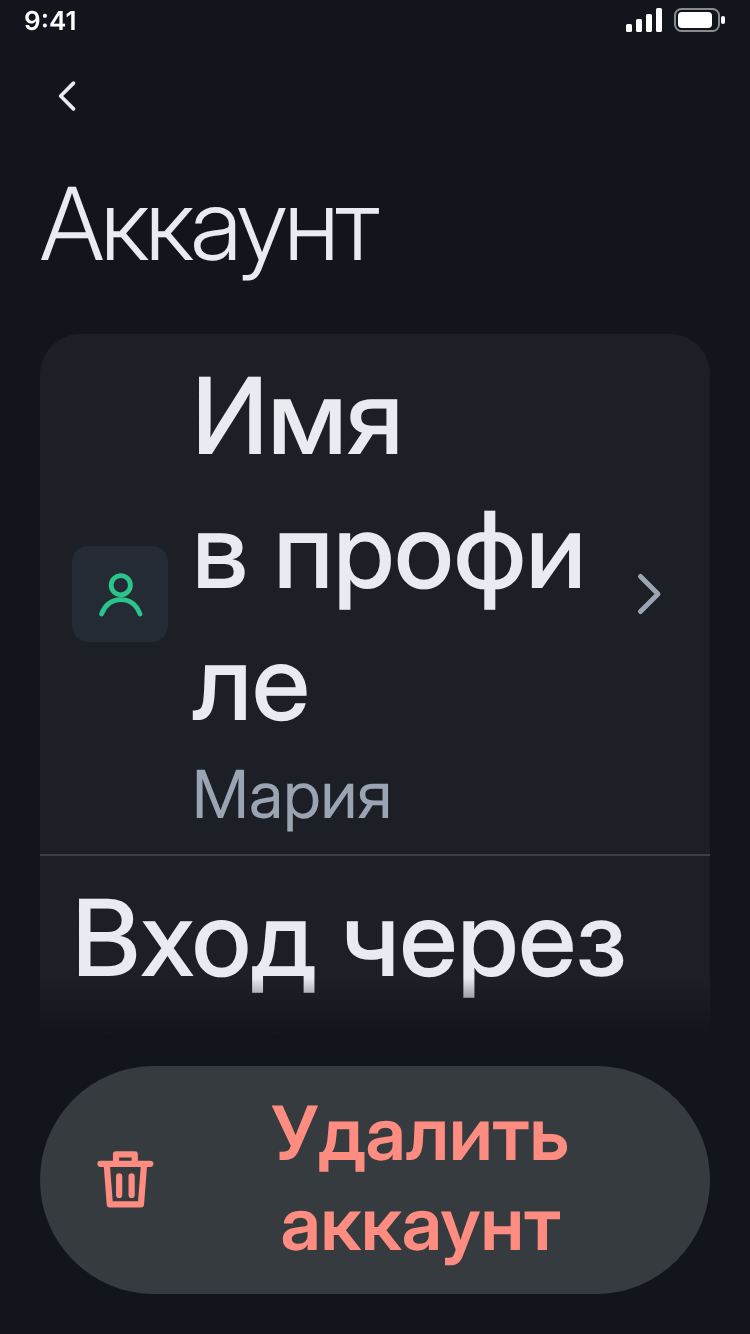 9:41
Аккаунт
Имя
в профи
ле
Мария
Вход через
Удалить
аккаунт